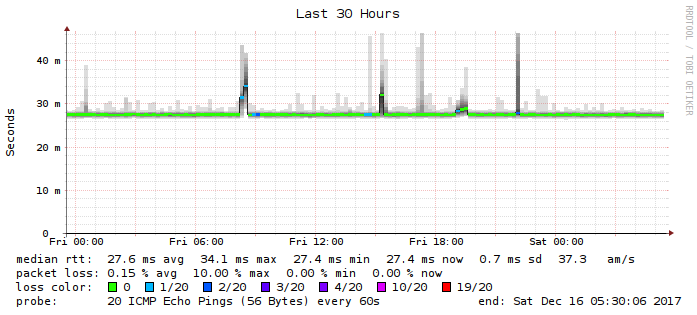 Last 30 Hours
RRDTOOL / TOBI OETIKER
Seconds
40 m
30 m
20 m
10 m
0
Fri 00:00 Fri 06:00 Fri 12:00 Fri 18:00 Sat 00:00
median rtt: 27.6 ms avg 34.1 ms max 27.4 ms min 27.4 ms now 0.7 ms sd 37.3 am/s
packet loss: 0.15 % avg 10.00 % max 0.00 % min 0.00 % now
loss color: 0 1/20 2/20 3/20 4/20 10/20 19/20
probe: 20 ICMP Echo Pings (56 Bytes) every 60s end: Sat Dec 16 05:30:06 2017